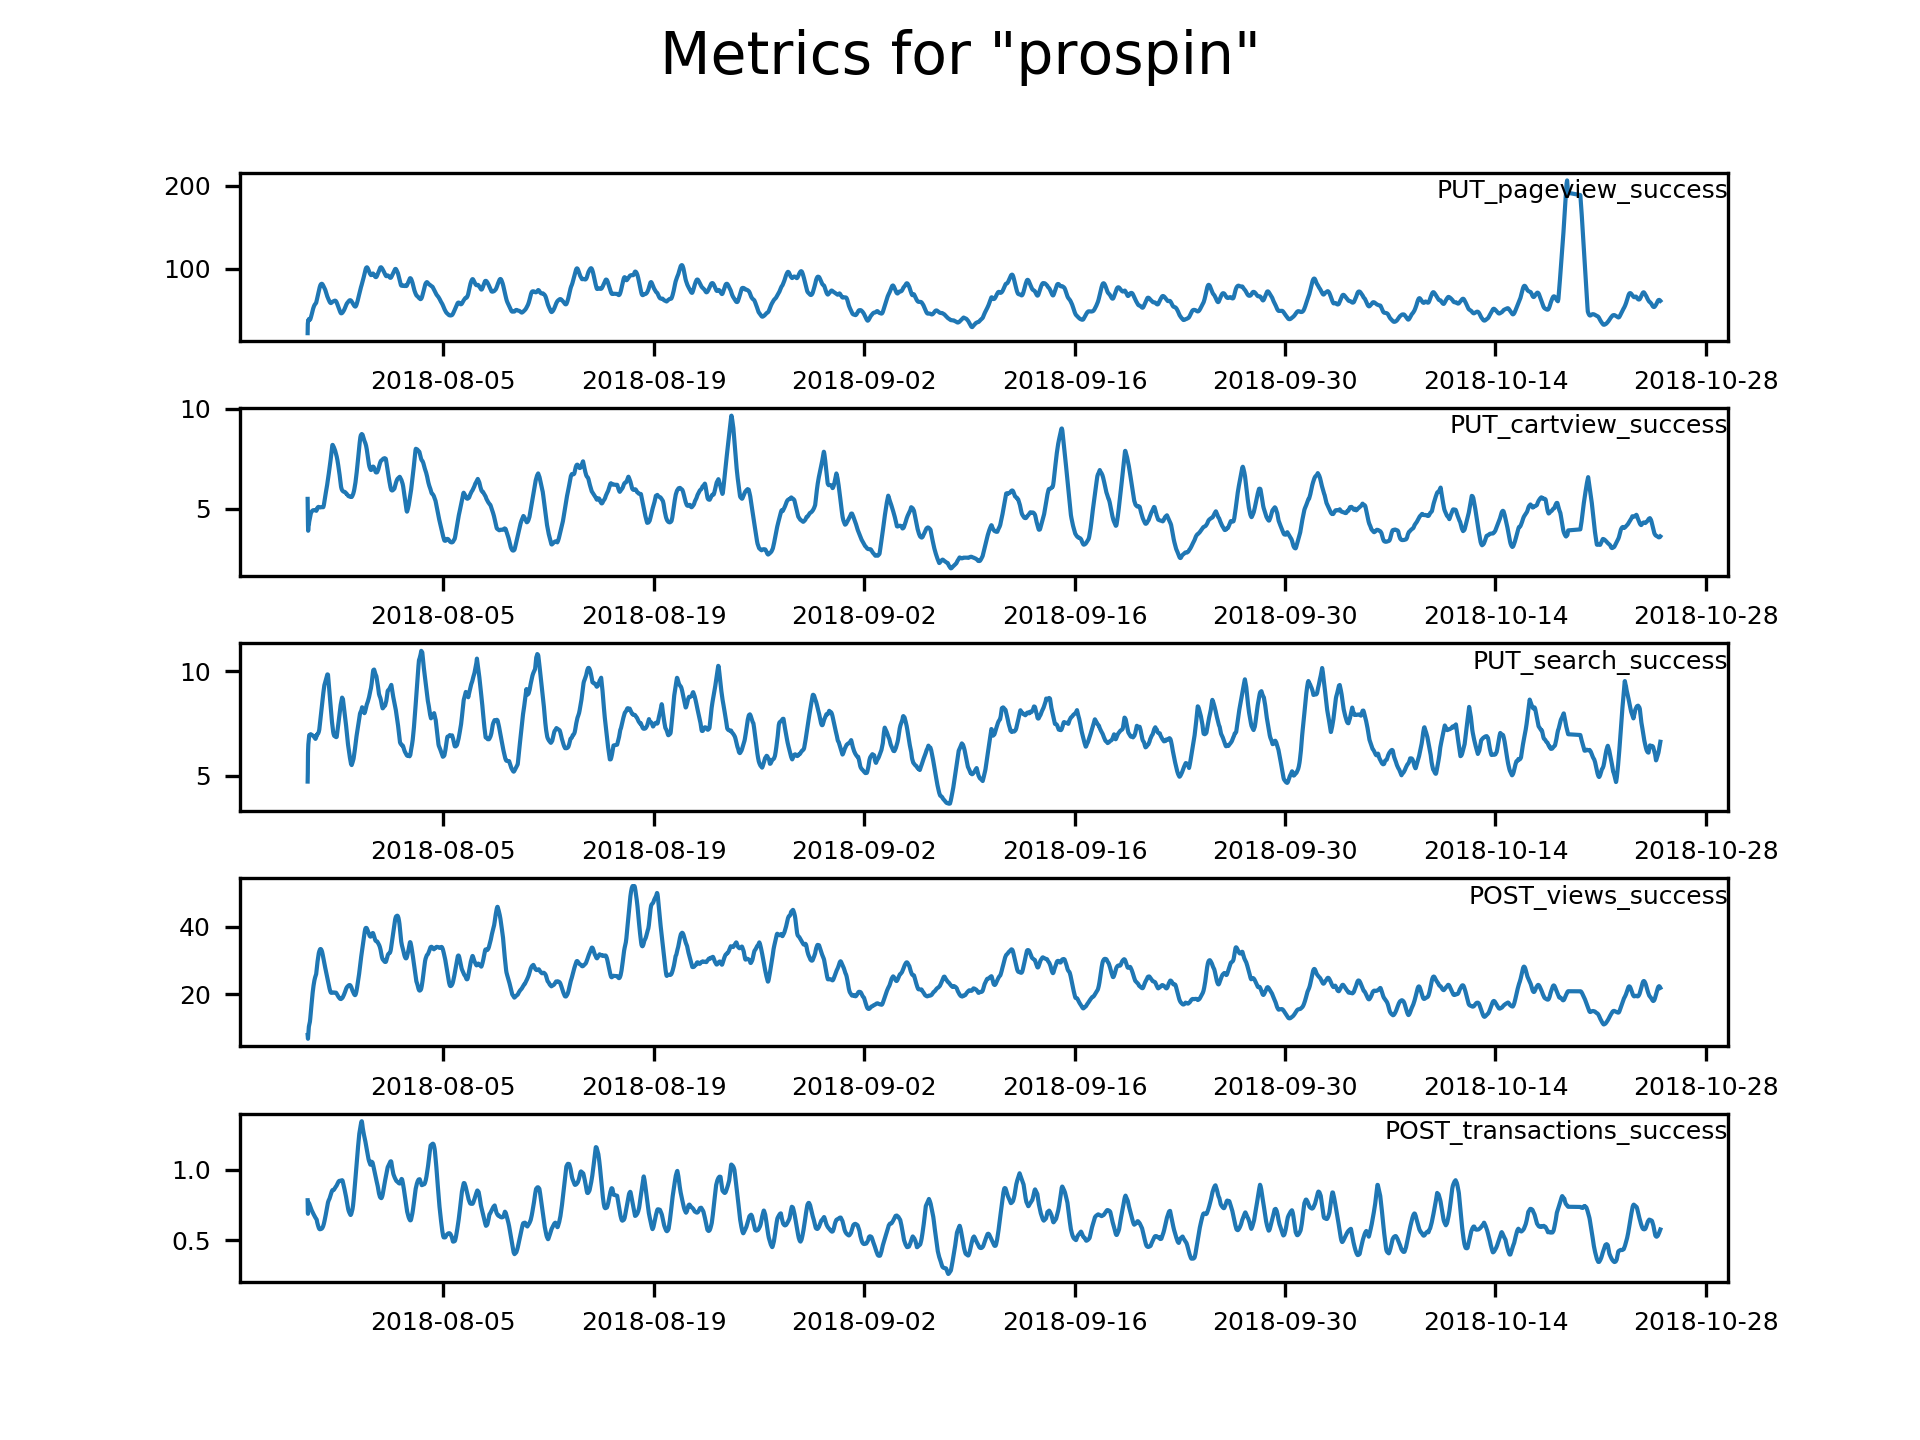 Metrics for "prospin"
200
100
PUT_pageview_success
2018-08-05 2018-08-19 2018-09-02 2018-09-16 2018-09-30 2018-10-14 2018-10-28
10
5
PUT_cartview_success
2018-08-05 2018-08-19 2018-09-02 2018-09-16 2018-09-30 2018-10-14 2018-10-28
10
5
PUT_search_success
2018-08-05 2018-08-19 2018-09-02 2018-09-16 2018-09-30 2018-10-14 2018-10-28
40
20
POST_views_success
2018-08-05 2018-08-19 2018-09-02 2018-09-16 2018-09-30 2018-10-14 2018-10-28
1.0
0.5
POST_transactions_success
2018-08-05 2018-08-19 2018-09-02 2018-09-16 2018-09-30 2018-10-14 2018-10-28